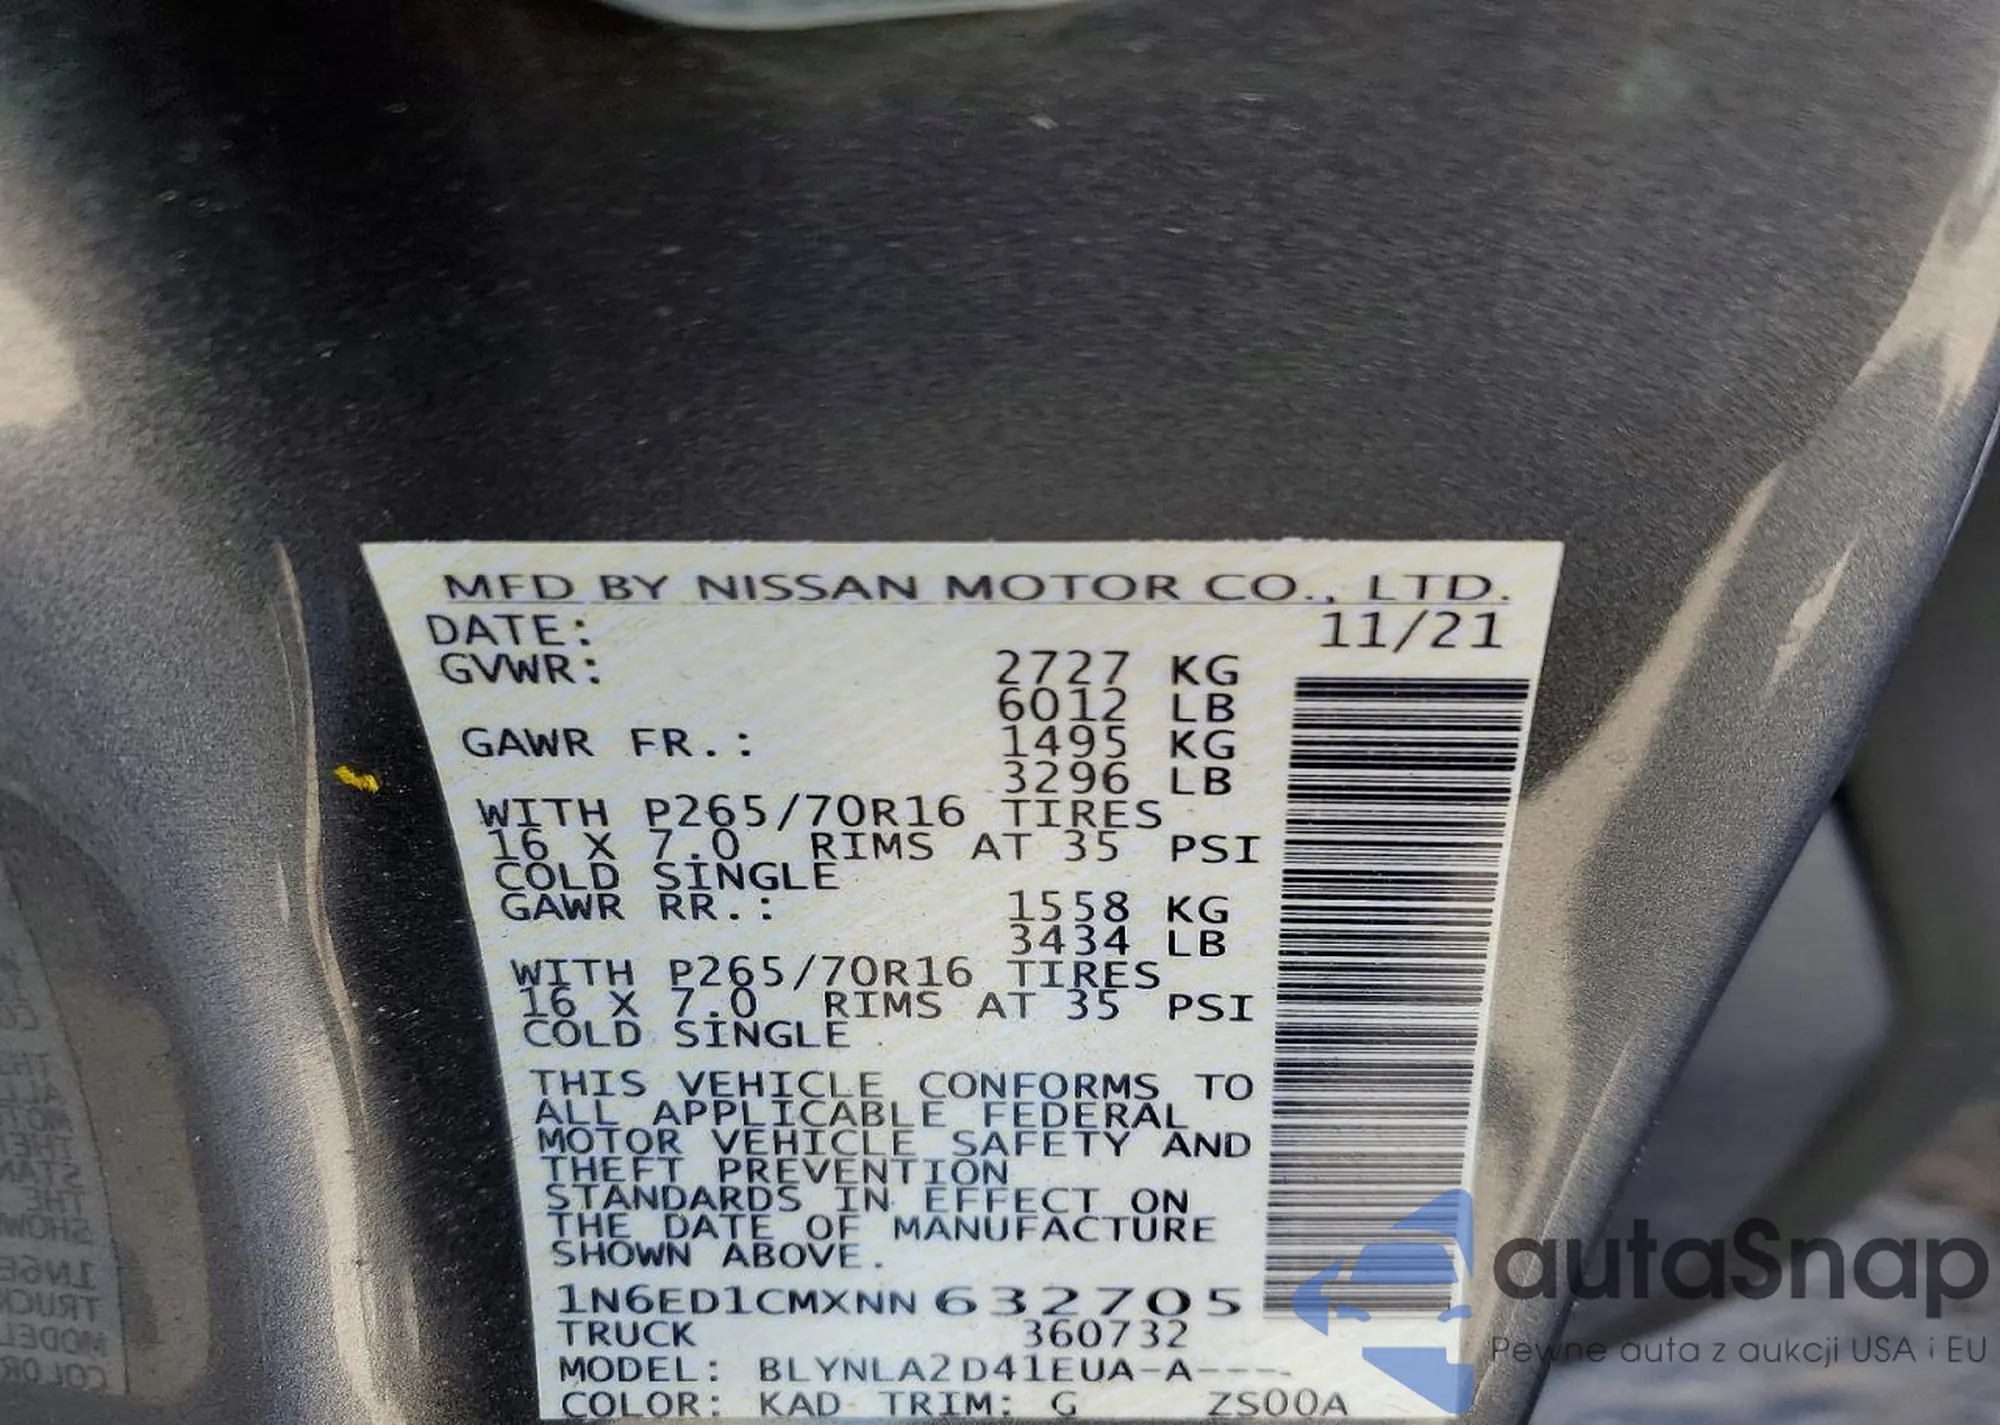 MFD BY NISSAN MOTOR CO., LTD.
DATE: 11/21
GVWR: 2727 KG
6012 LB
GAWR FR.: 1495 KG
3296 LB
WITH P265/70R16 TIRES
16 X 7.0 RIMS AT 35 PSI
COLD SINGLE
GAWR RR.: 1558 KG
3434 LB
WITH P265/70R16 TIRES
16 X 7.0 RIMS AT 35 PSI
COLD SINGLE
THIS VEHICLE CONFORMS TO
ALL APPLICABLE FEDERAL
MOTOR VEHICLE SAFETY AND
THEFT PREVENTION
STANDARDS IN EFFECT ON
THE DATE OF MANUFACTURE
SHOWN ABOVE.
1N6ED1CMXNN632705
TRUCK 360732
MODEL: BLYNLA2D41EUA-A----
COLOR: KAD TRIM: G ZS00A
autaSnap
Pewne auta z aukcji USA i EU